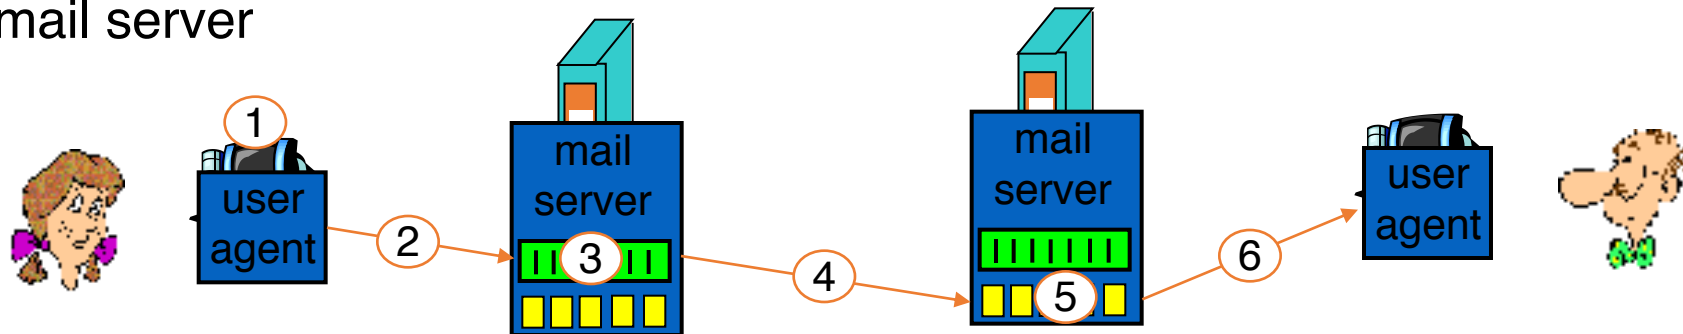 mail server
1
user
agent
2
mail
server
3
4
mail
server
5
6
user
agent